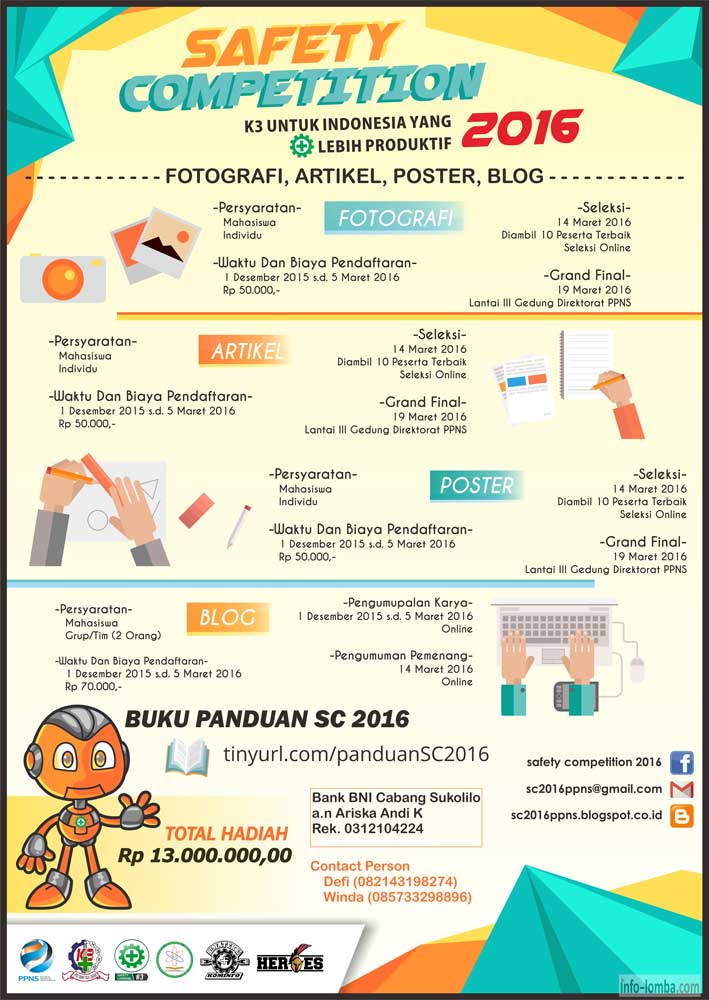 SAFETY
COMPETITION
K3 UNTUK INDONESIA YANG
LEBIH PRODUKTIF
2016
FOTOGRAFI, ARTIKEL, POSTER, BLOG
FOTOGRAFI
-Persyaratan-
Mahasiswa
Individu
-Waktu Dan Biaya Pendaftaran-
1 Desember 2015 s.d. 5 Maret 2016
Rp 50.000,-
-Seleksi-
14 Maret 2016
Diambil 10 Peserta Terbaik
Seleksi Online
-Grand Final-
19 Maret 2016
Lantai III Gedung Direktorat PPNS
ARTIKEL
-Persyaratan-
Mahasiswa
Individu
-Waktu Dan Biaya Pendaftaran-
1 Desember 2015 s.d. 5 Maret 2016
Rp 50.000,-
-Seleksi-
14 Maret 2016
Diambil 10 Peserta Terbaik
Seleksi Online
-Grand Final-
19 Maret 2016
Lantai III Gedung Direktorat PPNS
POSTER
-Persyaratan-
Mahasiswa
Individu
-Waktu Dan Biaya Pendaftaran-
1 Desember 2015 s.d. 5 Maret 2016
Rp 50.000,-
-Seleksi-
14 Maret 2016
Diambil 10 Peserta Terbaik
Seleksi Online
-Grand Final-
19 Maret 2016
Lantai III Gedung Direktorat PPNS
BLOG
-Persyaratan-
Mahasiswa
Grup/Tim (2 Orang)
-Waktu Dan Biaya Pendaftaran-
1 Desember 2015 s.d. 5 Maret 2016
Rp 70.000,-
-Pengumupalan Karya-
1 Desember 2015 s.d. 5 Maret 2016
Online
-Pengumuman Pemenang-
14 Maret 2016
Online
BUKU PANDUAN SC 2016
tinyurl.com/panduanSC2016
safety competition 2016
sc2016ppns@gmail.com
sc2016ppns.blogspot.co.id
TOTAL HADIAH
Rp 13.000.000,00
Bank BNI Cabang Sukolilo
a.n Ariska Andi K
Rek. 0312104224
Contact Person
Defi (082143198274)
Winda (085733298896)
PPNS
K3
KOMINFO
HEROES
info-lomba.com